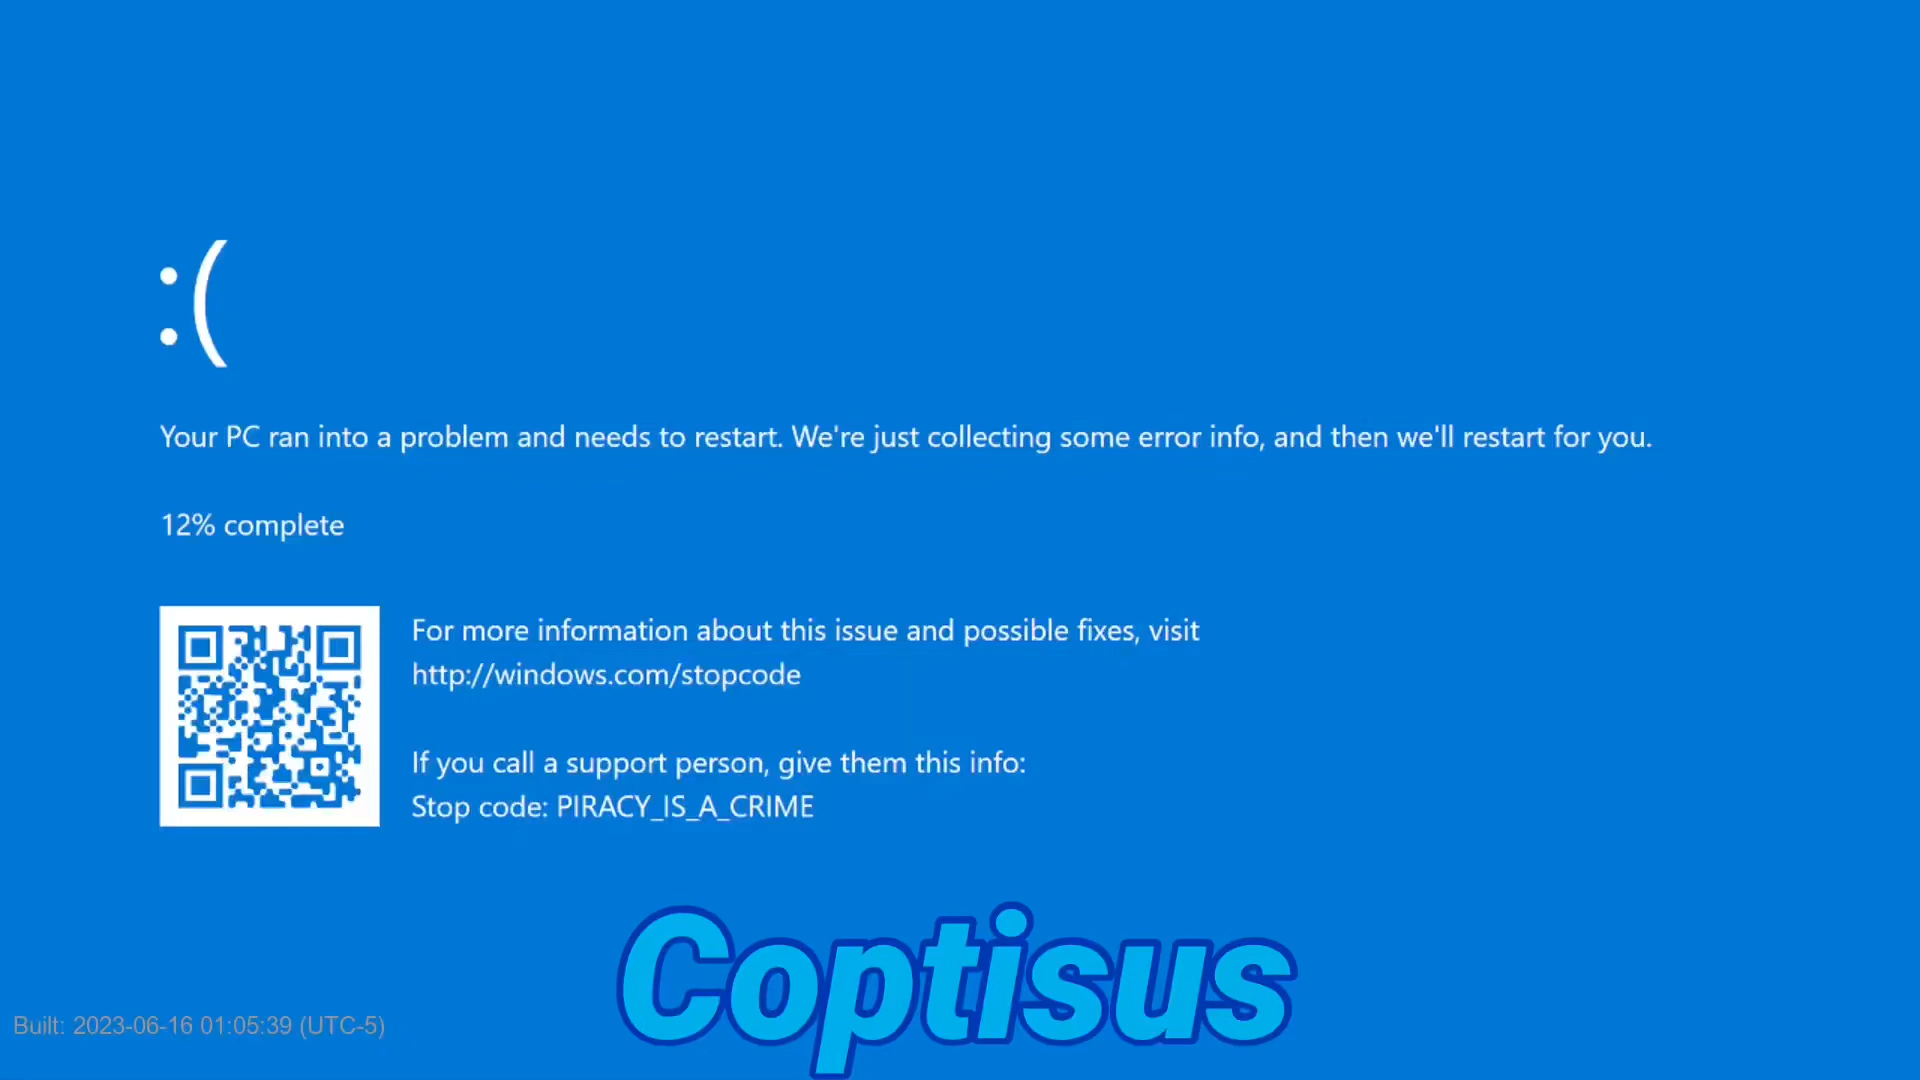 :(
Your PC ran into a problem and needs to restart. We're just collecting some error info, and then we'll restart for you.
12% complete
For more information about this issue and possible fixes, visit
http://windows.com/stopcode
If you call a support person, give them this info:
Stop code: PIRACY_IS_A_CRIME
Coptisus
Built: 2023-06-16 01:05:39 (UTC-5)